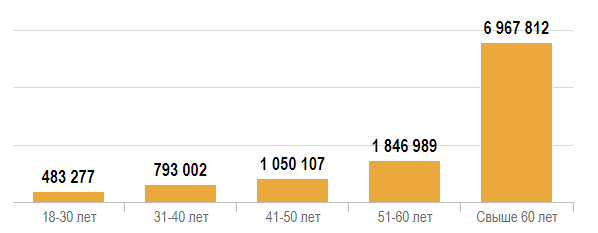 6 967 812
1 846 989
1 050 107
793 002
483 277
18-30 лет
31-40 лет
41-50 лет
51-60 лет
Свыше 60 лет